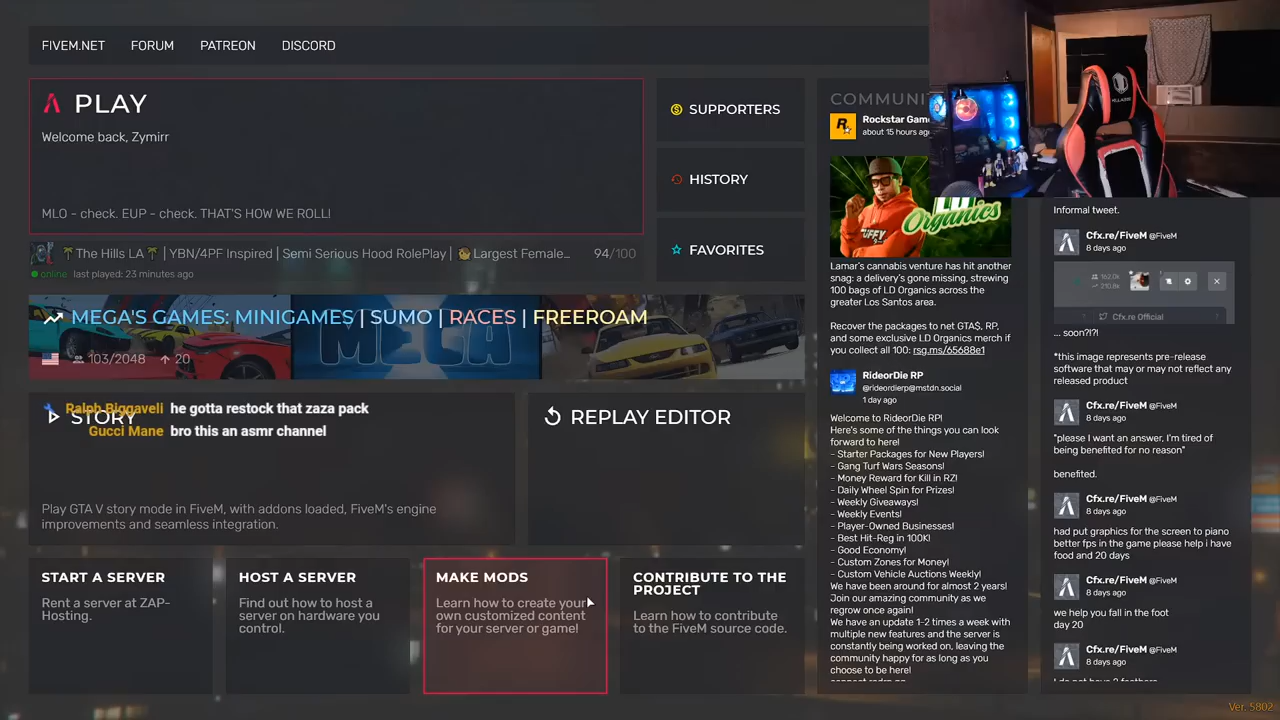 FIVEM.NET FORUM PATREON DISCORD
PLAY
Welcome back, Zymirr
MLO - check. EUP - check. THAT'S HOW WE ROLL!
🌴The Hills LA🌴 | YBN/4PF Inspired | Semi Serious Hood RolePlay | Largest Female... 94/100
online last played: 23 minutes ago
SUPPORTERS
HISTORY
FAVORITES
MEGA'S GAMES: MINIGAMES | SUMO | RACES | FREEROAM
MEGA
103/2048 20
STORY
Ralph Biggaveli he gotta restock that zaza pack
Gucci Mane bro this an asmr channel
Play GTA V story mode in FiveM, with addons loaded, FiveM's engine
improvements and seamless integration.
REPLAY EDITOR
START A SERVER
Rent a server at ZAP-
Hosting.
HOST A SERVER
Find out how to host a
server on hardware you
control.
MAKE MODS
Learn how to create your
own customized content
for your server or game!
CONTRIBUTE TO THE
PROJECT
Learn how to contribute
to the FiveM source code.
COMMUNI
Rockstar Gam
about 15 hours ago
LD
Organics
Lamar's cannabis venture has hit another
snag: a delivery's gone missing, strewing
100 bags of LD Organics across the
greater Los Santos area.
Recover the packages to net GTA$, RP,
and some exclusive LD Organics merch if
you collect all 100: rsg.ms/65688e1
RideorDie RP
@rideordierp@mstdn.social
1 day ago
Welcome to RideorDie RP!
Here's some of the things you can look
forward to here!
- Starter Packages for New Players!
- Gang Turf Wars Seasons!
- Money Reward for Kill in RZ!
- Daily Wheel Spin for Prizes!
- Weekly Giveaways!
- Weekly Events!
- Player-Owned Businesses!
- Best Hit-Reg in 100K!
- Good Economy!
- Custom Zones for Money!
- Custom Vehicle Auctions Weekly!
We have been around for almost 2 years!
Join our amazing community as we
regrow once again!
We have an update 1-2 times a week with
multiple new features and the server is
constantly being worked on, leaving the
community happy for as long as you
choose to be here!
Informal tweet.
Cfx.re/FiveM @FiveM
8 days ago
162.0k
210.8k
Cfx.re Official
... soon?!?!
*this image represents pre-release
software that may or may not reflect any
released product
Cfx.re/FiveM @FiveM
8 days ago
"please I want an answer, I'm tired of
being benefited for no reason"
benefited.
Cfx.re/FiveM @FiveM
8 days ago
had put graphics for the screen to piano
better fps in the game please help i have
food and 20 days
Cfx.re/FiveM @FiveM
8 days ago
we help you fall in the foot
day 20
Cfx.re/FiveM @FiveM
8 days ago
Ver. 5802